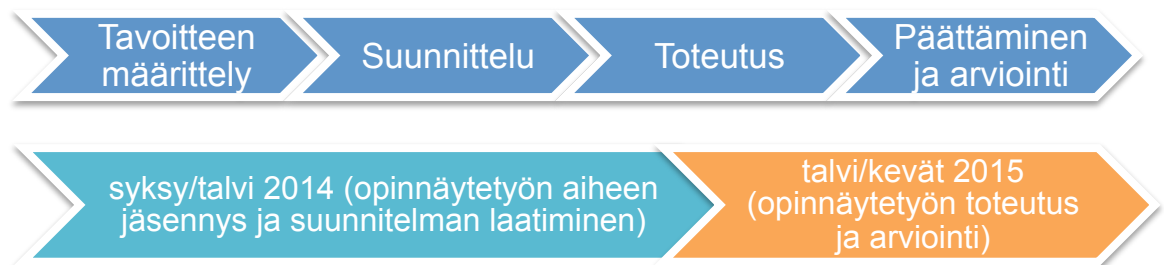 Tavoitteen
määrittely
Suunnittelu
Toteutus
Päättäminen
ja arviointi
syksy/talvi 2014 (opinnäytetyön aiheen
jäsennys ja suunnitelman laatiminen)
talvi/kevät 2015
(opinnäytetyön toteutus
ja arviointi)